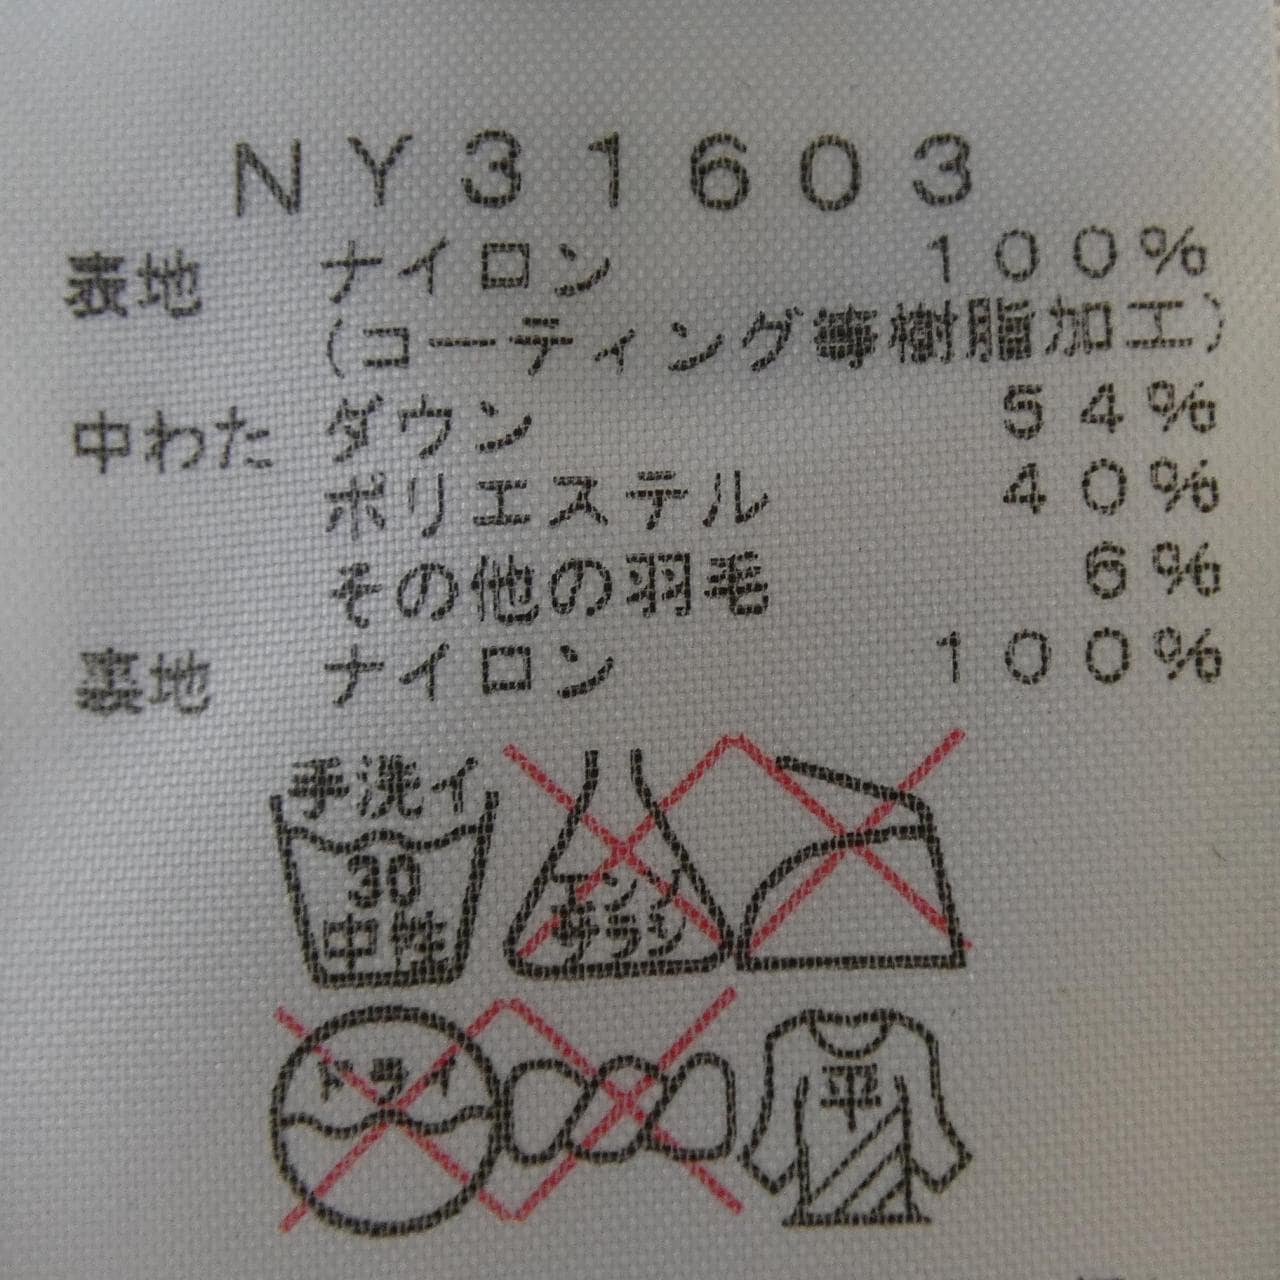 NY31603
表地 ナイロン 100%
(コーティング等樹脂加工)
中わた ダウン 54%
ポリエステル 40%
その他の羽毛 6%
裏地 ナイロン 100%
手洗イ
30
中性
エンソ
サラシ
ドライ
平